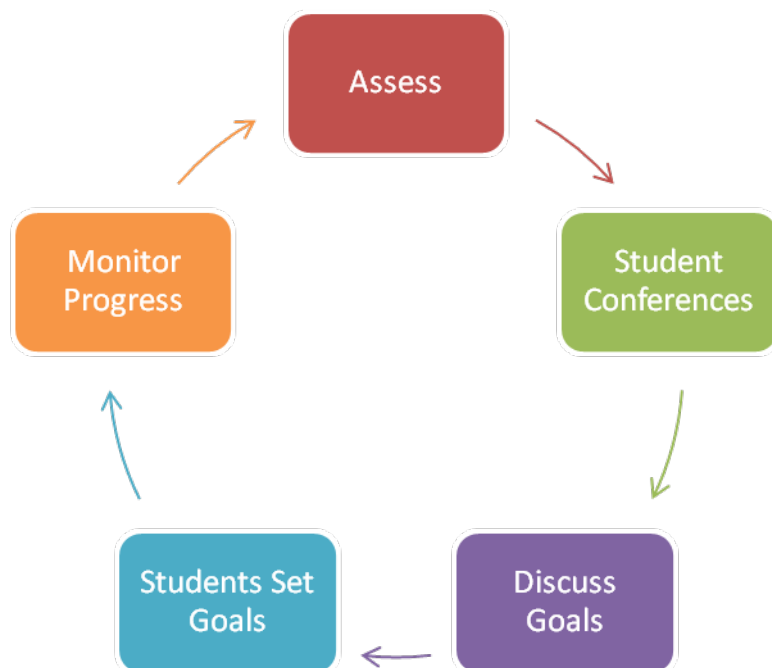 Assess
Student
Conferences
Discuss
Goals
Students Set
Goals
Monitor
Progress